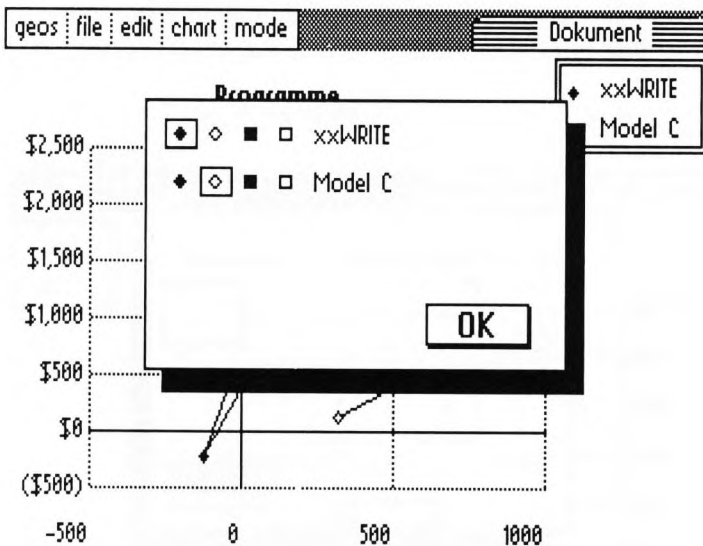 geos file edit chart mode
Dokument
Programme
xxWRITE
Model C
xxWRITE
Model C
OK
$2,500
$2,000
$1,500
$1,000
$500
$0
($500)
-500 0 500 1000